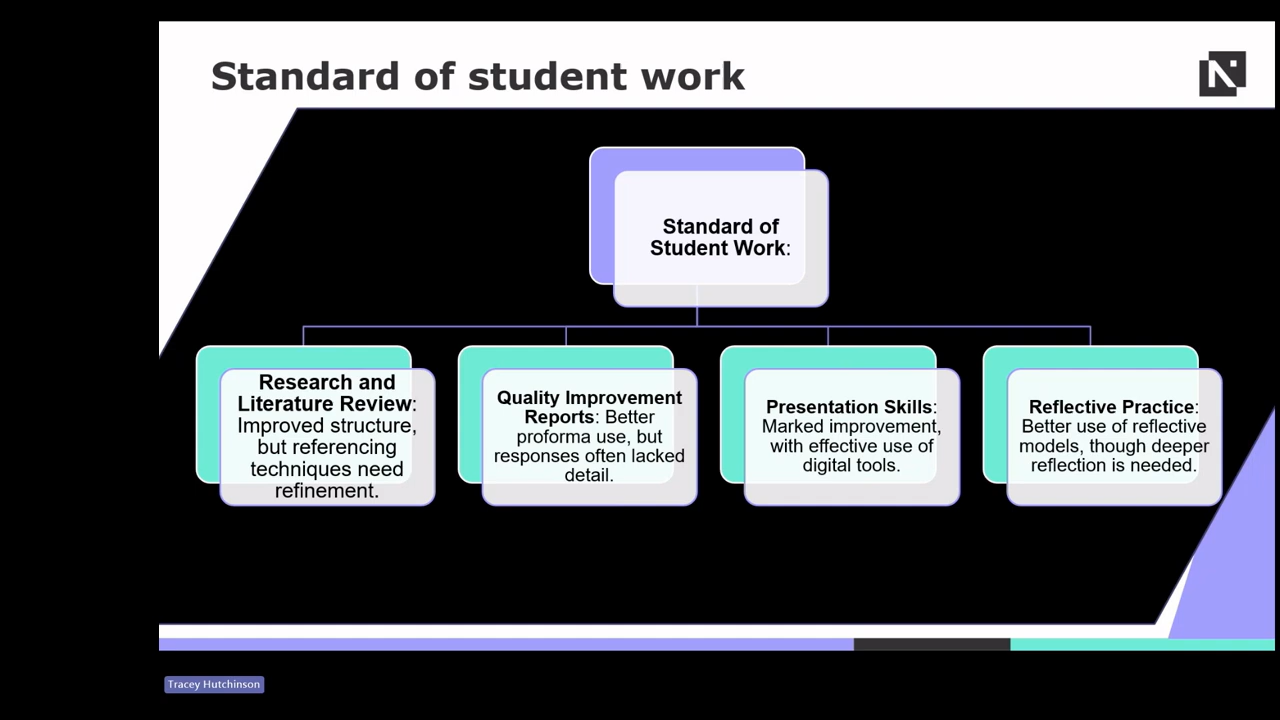 Standard of student work
Standard of
Student Work:
Research and
Literature Review:
Improved structure,
but referencing
techniques need
refinement.
Quality Improvement
Reports: Better
proforma use, but
responses often lacked
detail.
Presentation Skills:
Marked improvement,
with effective use of
digital tools.
Reflective Practice:
Better use of reflective
models, though deeper
reflection is needed.
Tracey Hutchinson